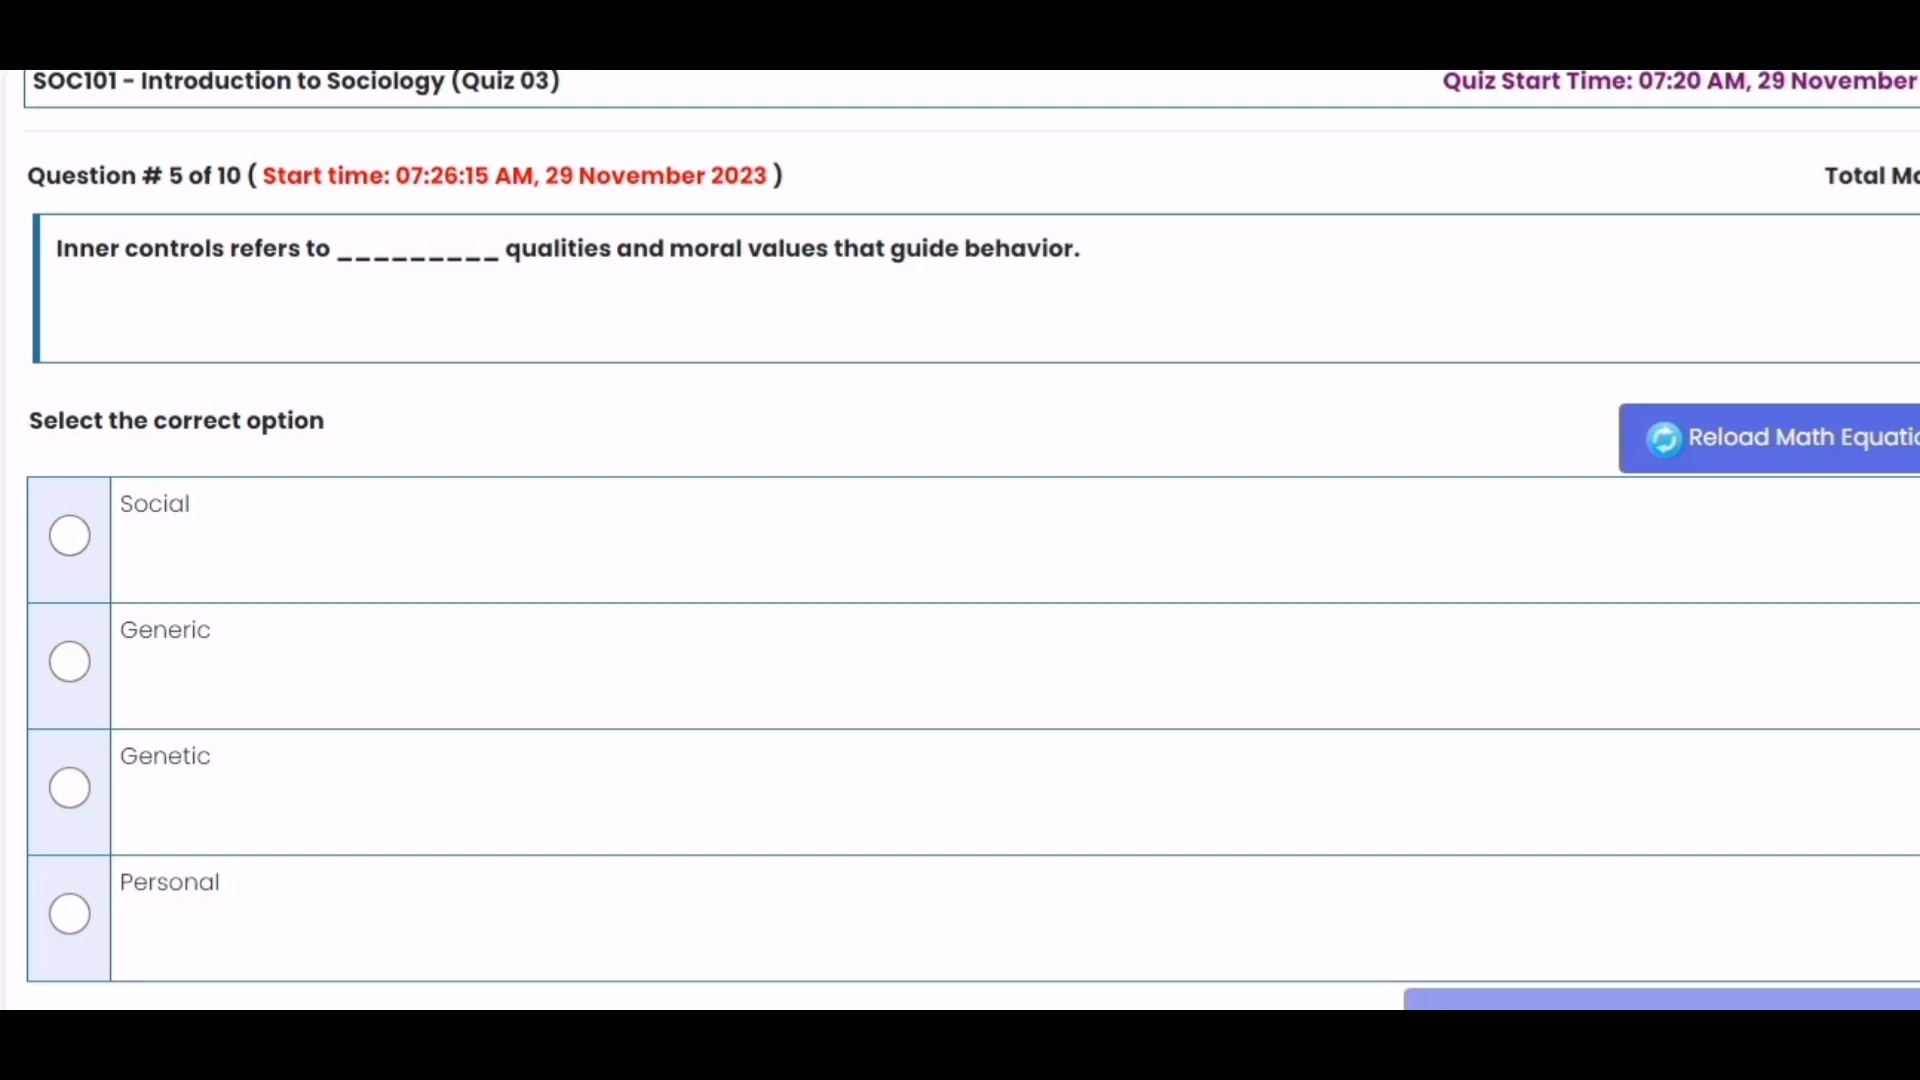 SOC101 - Introduction to Sociology (Quiz 03)
Quiz Start Time: 07:20 AM, 29 November
Question # 5 of 10 ( Start time: 07:26:15 AM, 29 November 2023 )
Total
Inner controls refers to _________ qualities and moral values that guide behavior.
Select the correct option
Reload Math
Social
Generic
Genetic
Personal